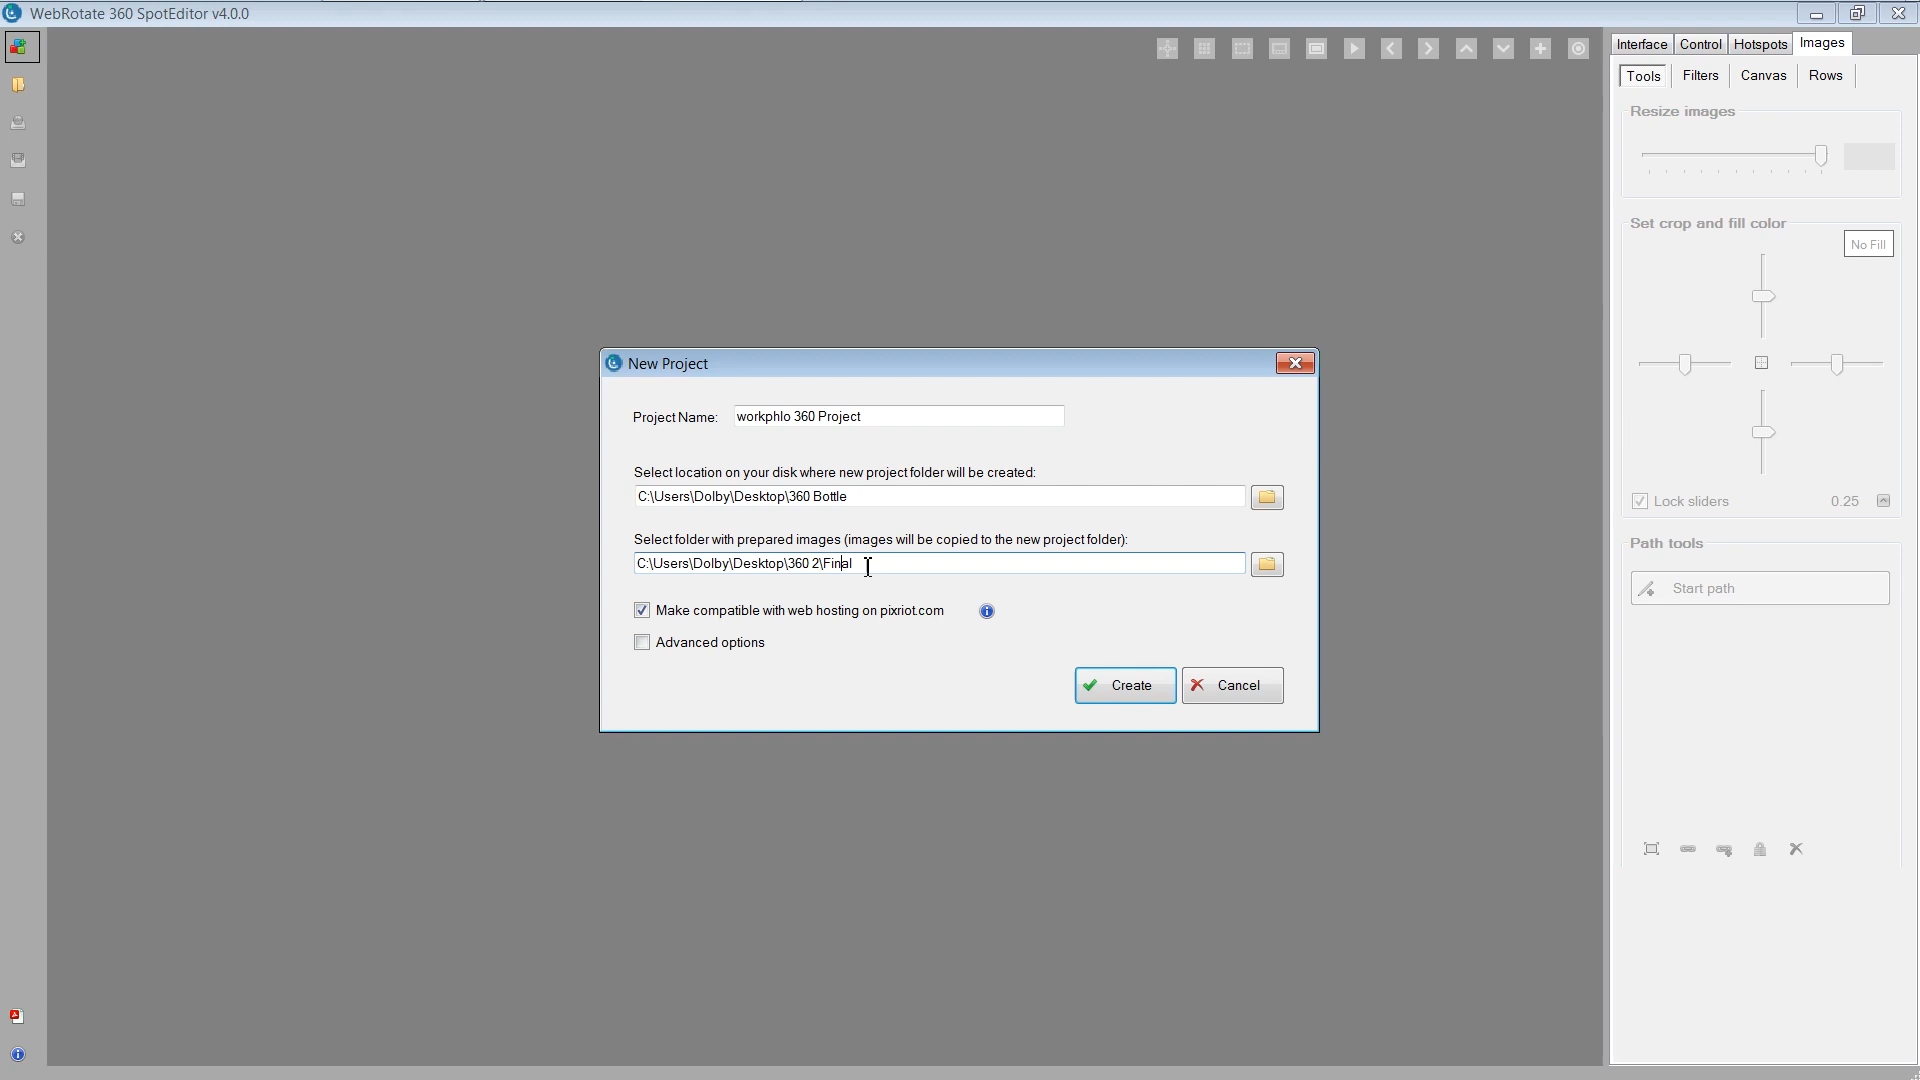 WebRotate 360 SpotEditor v4.0.0
Interface Control Hotspots Images
Tools Filters Canvas Rows
Resize images
Set crop and fill color
No Fill
Lock sliders 0.25
Path tools
Start path
New Project
Project Name: workphlo 360 Project
Select location on your disk where new project folder will be created:
C:\Users\Dolby\Desktop\360 Bottle
Select folder with prepared images (images will be copied to the new project folder):
C:\Users\Dolby\Desktop\360 2\Final
Make compatible with web hosting on pixriot.com
Advanced options
Create Cancel